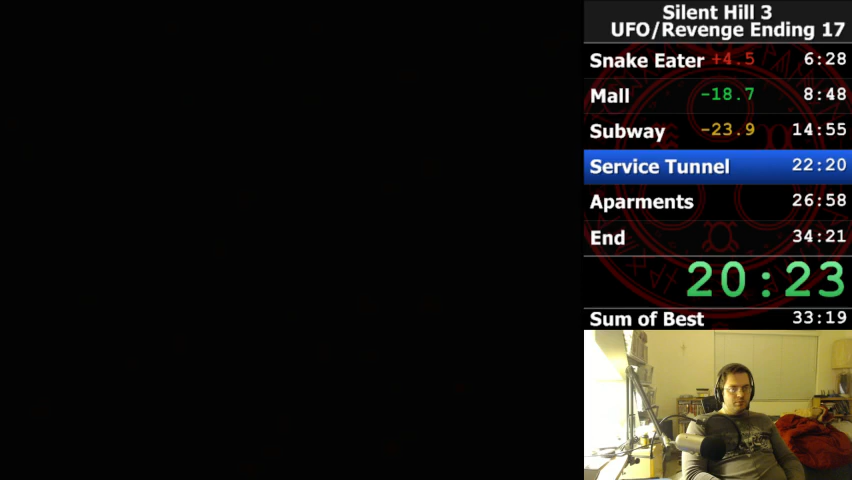 Silent Hill 3
UFO/Revenge Ending 17
Snake Eater +4.5 6:28
Mall -18.7 8:48
Subway -23.9 14:55
Service Tunnel 22:20
Aparments 26:58
End 34:21
20:23
Sum of Best 33:19